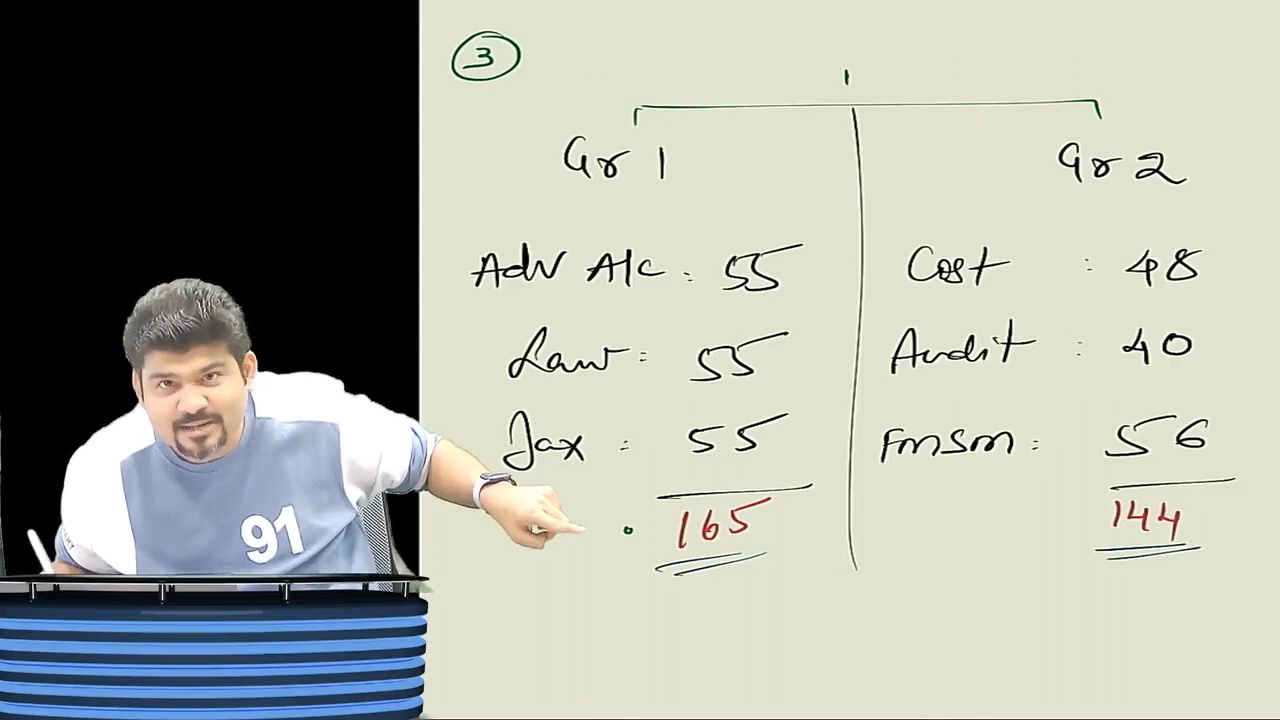 3
Gr 1
Gr 2
Adv A/c : 55
Cost : 48
Law : 55
Audit : 40
Tax : 55
FMSM : 56
165
144
91